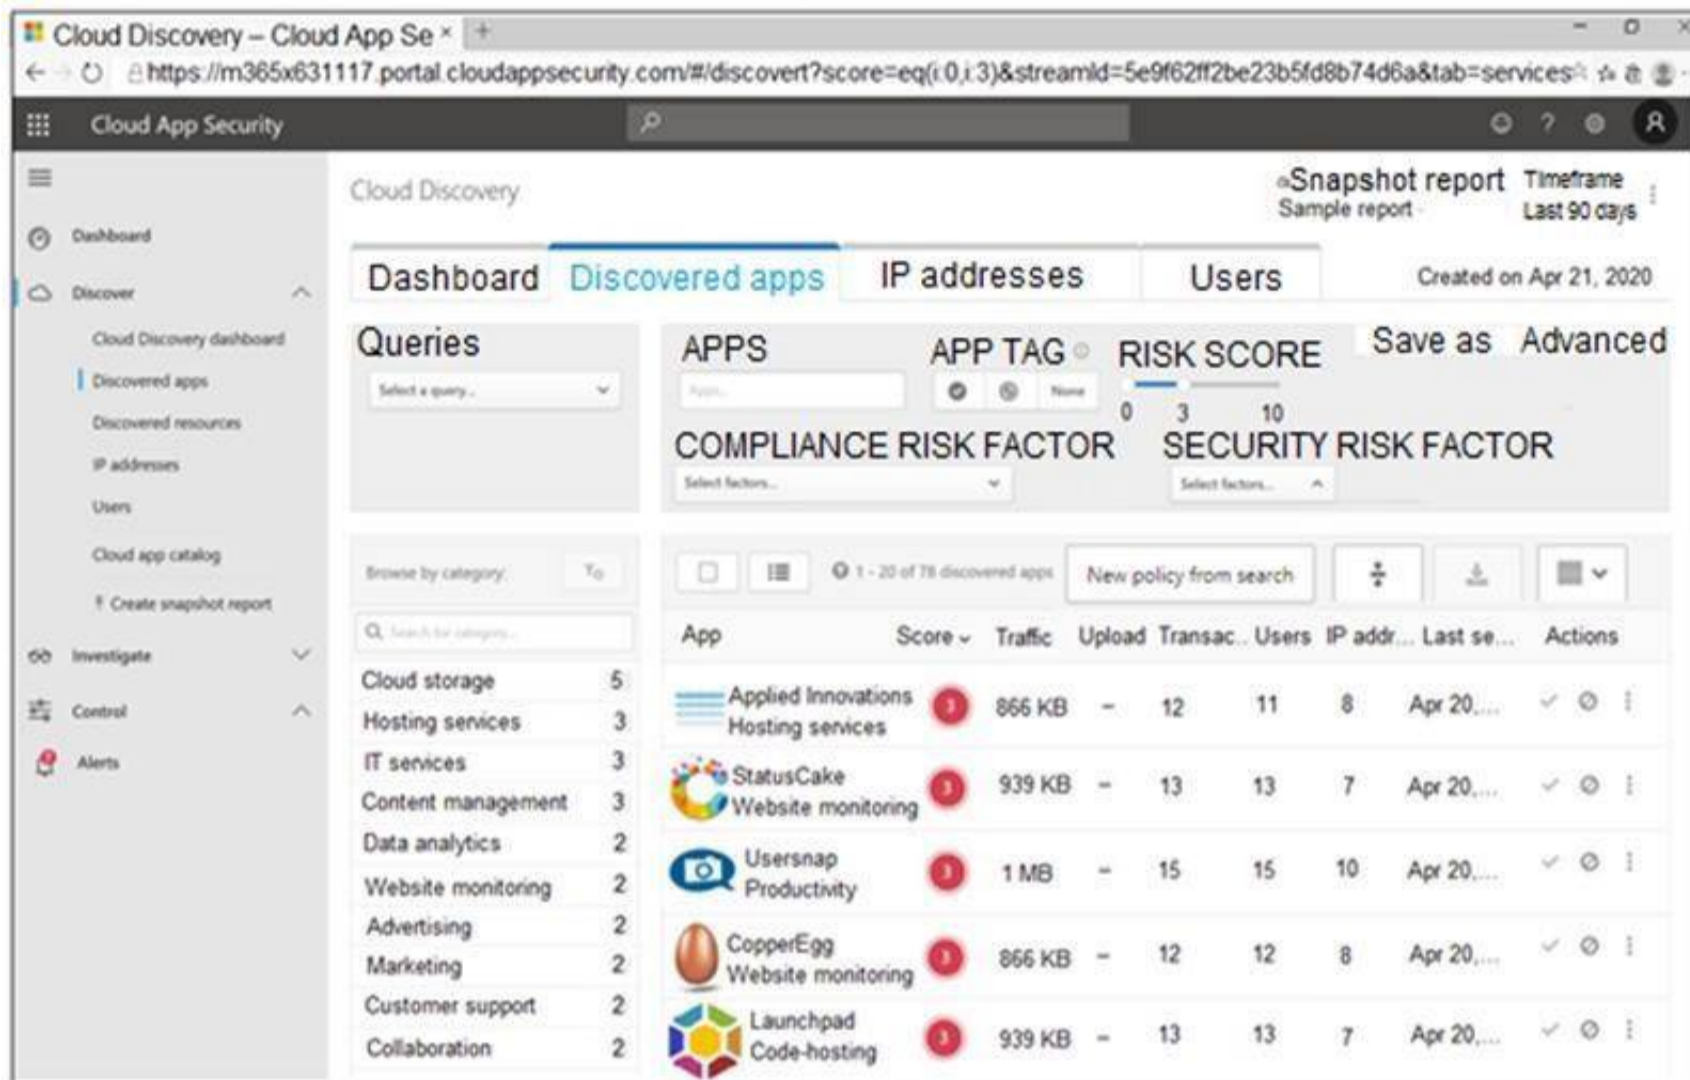 Cloud Discovery – Cloud App Se × +
https://m365x631117.portal.cloudappsecurity.com/#/discovert?score=eq(i:0,i:3)&streamId=5e9f62ff2be23b5fd8b74d6a&tab=services
Cloud App Security
?
Dashboard
Discover
Cloud Discovery dashboard
Discovered apps
Discovered resources
IP addresses
Users
Cloud app catalog
Create snapshot report
Investigate
Control
Alerts
Cloud Discovery
Snapshot report
Sample report
Timeframe
Last 90 days
Dashboard
Discovered apps
IP addresses
Users
Created on Apr 21, 2020
Queries
Select a query...
APPS
Apps...
APP TAG
None
RISK SCORE
0 3 10
Save as
Advanced
COMPLIANCE RISK FACTOR
Select factors...
SECURITY RISK FACTOR
Select factors...
Browse by category:
Search for category...
Cloud storage 5
Hosting services 3
IT services 3
Content management 3
Data analytics 2
Website monitoring 2
Advertising 2
Marketing 2
Customer support 2
Collaboration 2
1 - 20 of 78 discovered apps
New policy from search
App Score Traffic Upload Transac... Users IP addr... Last se... Actions
Applied Innovations
Hosting services
3 866 KB – 12 11 8 Apr 20,...
StatusCake
Website monitoring
3 939 KB – 13 13 7 Apr 20,...
Usersnap
Productivity
3 1 MB – 15 15 10 Apr 20,...
CopperEgg
Website monitoring
3 866 KB – 12 12 8 Apr 20,...
Launchpad
Code-hosting
3 939 KB – 13 13 7 Apr 20,...